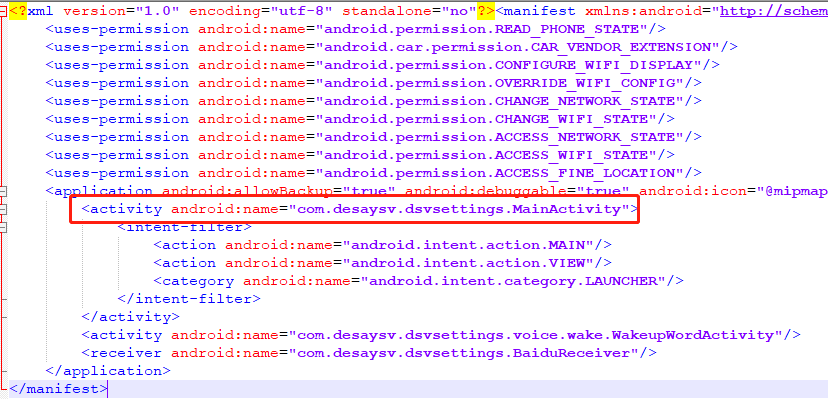 <?xml version="1.0" encoding="utf-8" standalone="no"?><manifest xmlns:android="http://schem
<uses-permission android:name="android.permission.READ_PHONE_STATE"/>
<uses-permission android:name="android.car.permission.CAR_VENDOR_EXTENSION"/>
<uses-permission android:name="android.permission.CONFIGURE_WIFI_DISPLAY"/>
<uses-permission android:name="android.permission.OVERRIDE_WIFI_CONFIG"/>
<uses-permission android:name="android.permission.CHANGE_NETWORK_STATE"/>
<uses-permission android:name="android.permission.CHANGE_WIFI_STATE"/>
<uses-permission android:name="android.permission.ACCESS_NETWORK_STATE"/>
<uses-permission android:name="android.permission.ACCESS_WIFI_STATE"/>
<uses-permission android:name="android.permission.ACCESS_FINE_LOCATION"/>
<application android:allowBackup="true" android:debuggable="true" android:icon="@mipmap
<activity android:name="com.desaysv.dsvsettings.MainActivity">
<intent-filter>
<action android:name="android.intent.action.MAIN"/>
<action android:name="android.intent.action.VIEW"/>
<category android:name="android.intent.category.LAUNCHER"/>
</intent-filter>
</activity>
<activity android:name="com.desaysv.dsvsettings.voice.wake.WakeupWordActivity"/>
<receiver android:name="com.desaysv.dsvsettings.BaiduReceiver"/>
</application>
</manifest>